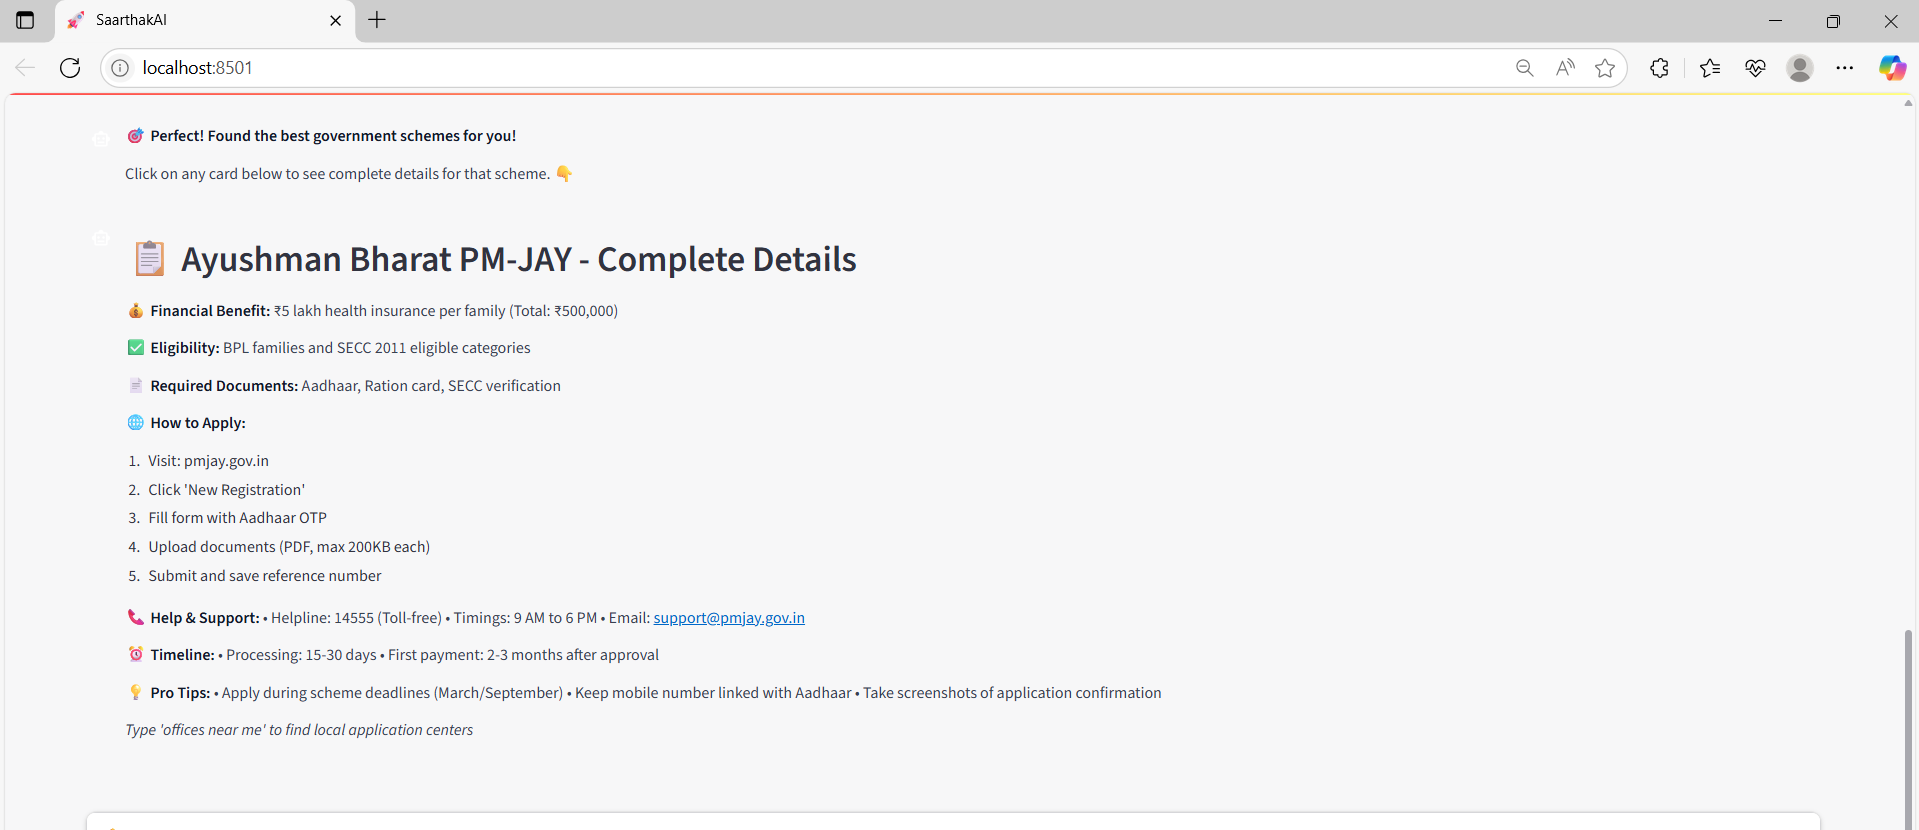 SaarthakAI
localhost:8501
🎯 Perfect! Found the best government schemes for you!
Click on any card below to see complete details for that scheme. 👇
📋 Ayushman Bharat PM-JAY - Complete Details
💰 Financial Benefit: ₹5 lakh health insurance per family (Total: ₹500,000)
✅ Eligibility: BPL families and SECC 2011 eligible categories
📄 Required Documents: Aadhaar, Ration card, SECC verification
🌐 How to Apply:
1. Visit: pmjay.gov.in
2. Click 'New Registration'
3. Fill form with Aadhaar OTP
4. Upload documents (PDF, max 200KB each)
5. Submit and save reference number
📞 Help & Support: • Helpline: 14555 (Toll-free) • Timings: 9 AM to 6 PM • Email: support@pmjay.gov.in
⏰ Timeline: • Processing: 15-30 days • First payment: 2-3 months after approval
💡 Pro Tips: • Apply during scheme deadlines (March/September) • Keep mobile number linked with Aadhaar • Take screenshots of application confirmation
Type 'offices near me' to find local application centers